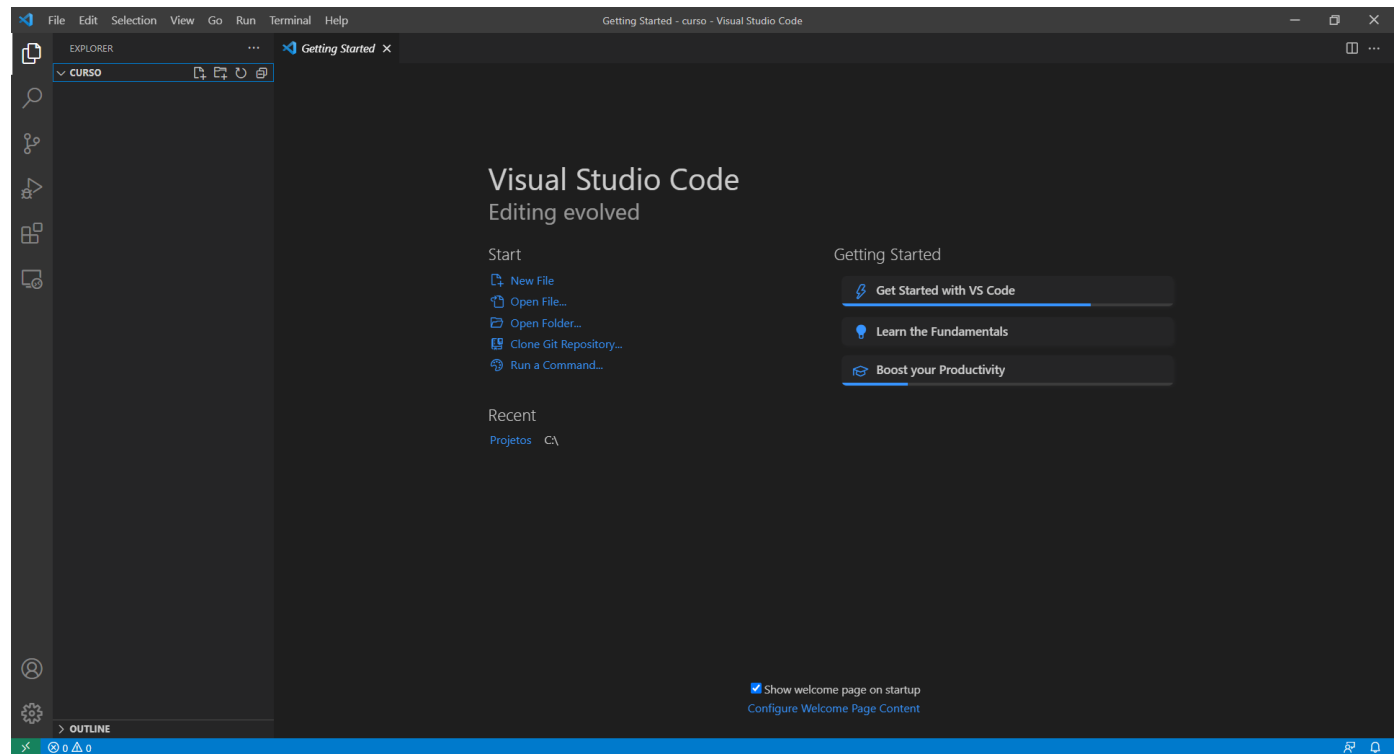 File Edit Selection View Go Run Terminal Help
Getting Started - curso - Visual Studio Code
EXPLORER
Getting Started
CURSO
Visual Studio Code
Editing evolved
Start
New File
Open File...
Open Folder...
Clone Git Repository...
Run a Command...
Recent
Projetos C:\
Getting Started
Get Started with VS Code
Learn the Fundamentals
Boost your Productivity
Show welcome page on startup
Configure Welcome Page Content
OUTLINE
0 0